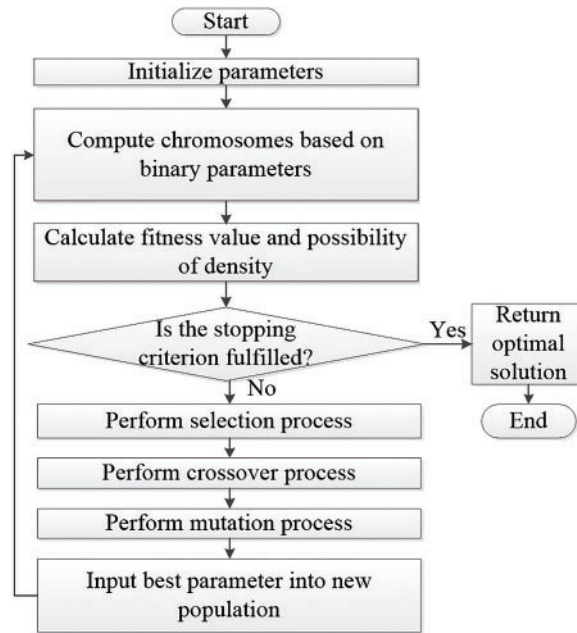 Start
Initialize parameters
Compute chromosomes based on
binary parameters
Calculate fitness value and possibility
of density
Is the stopping
criterion fulfilled?
Yes
Return
optimal
solution
End
No
Perform selection process
Perform crossover process
Perform mutation process
Input best parameter into new
population